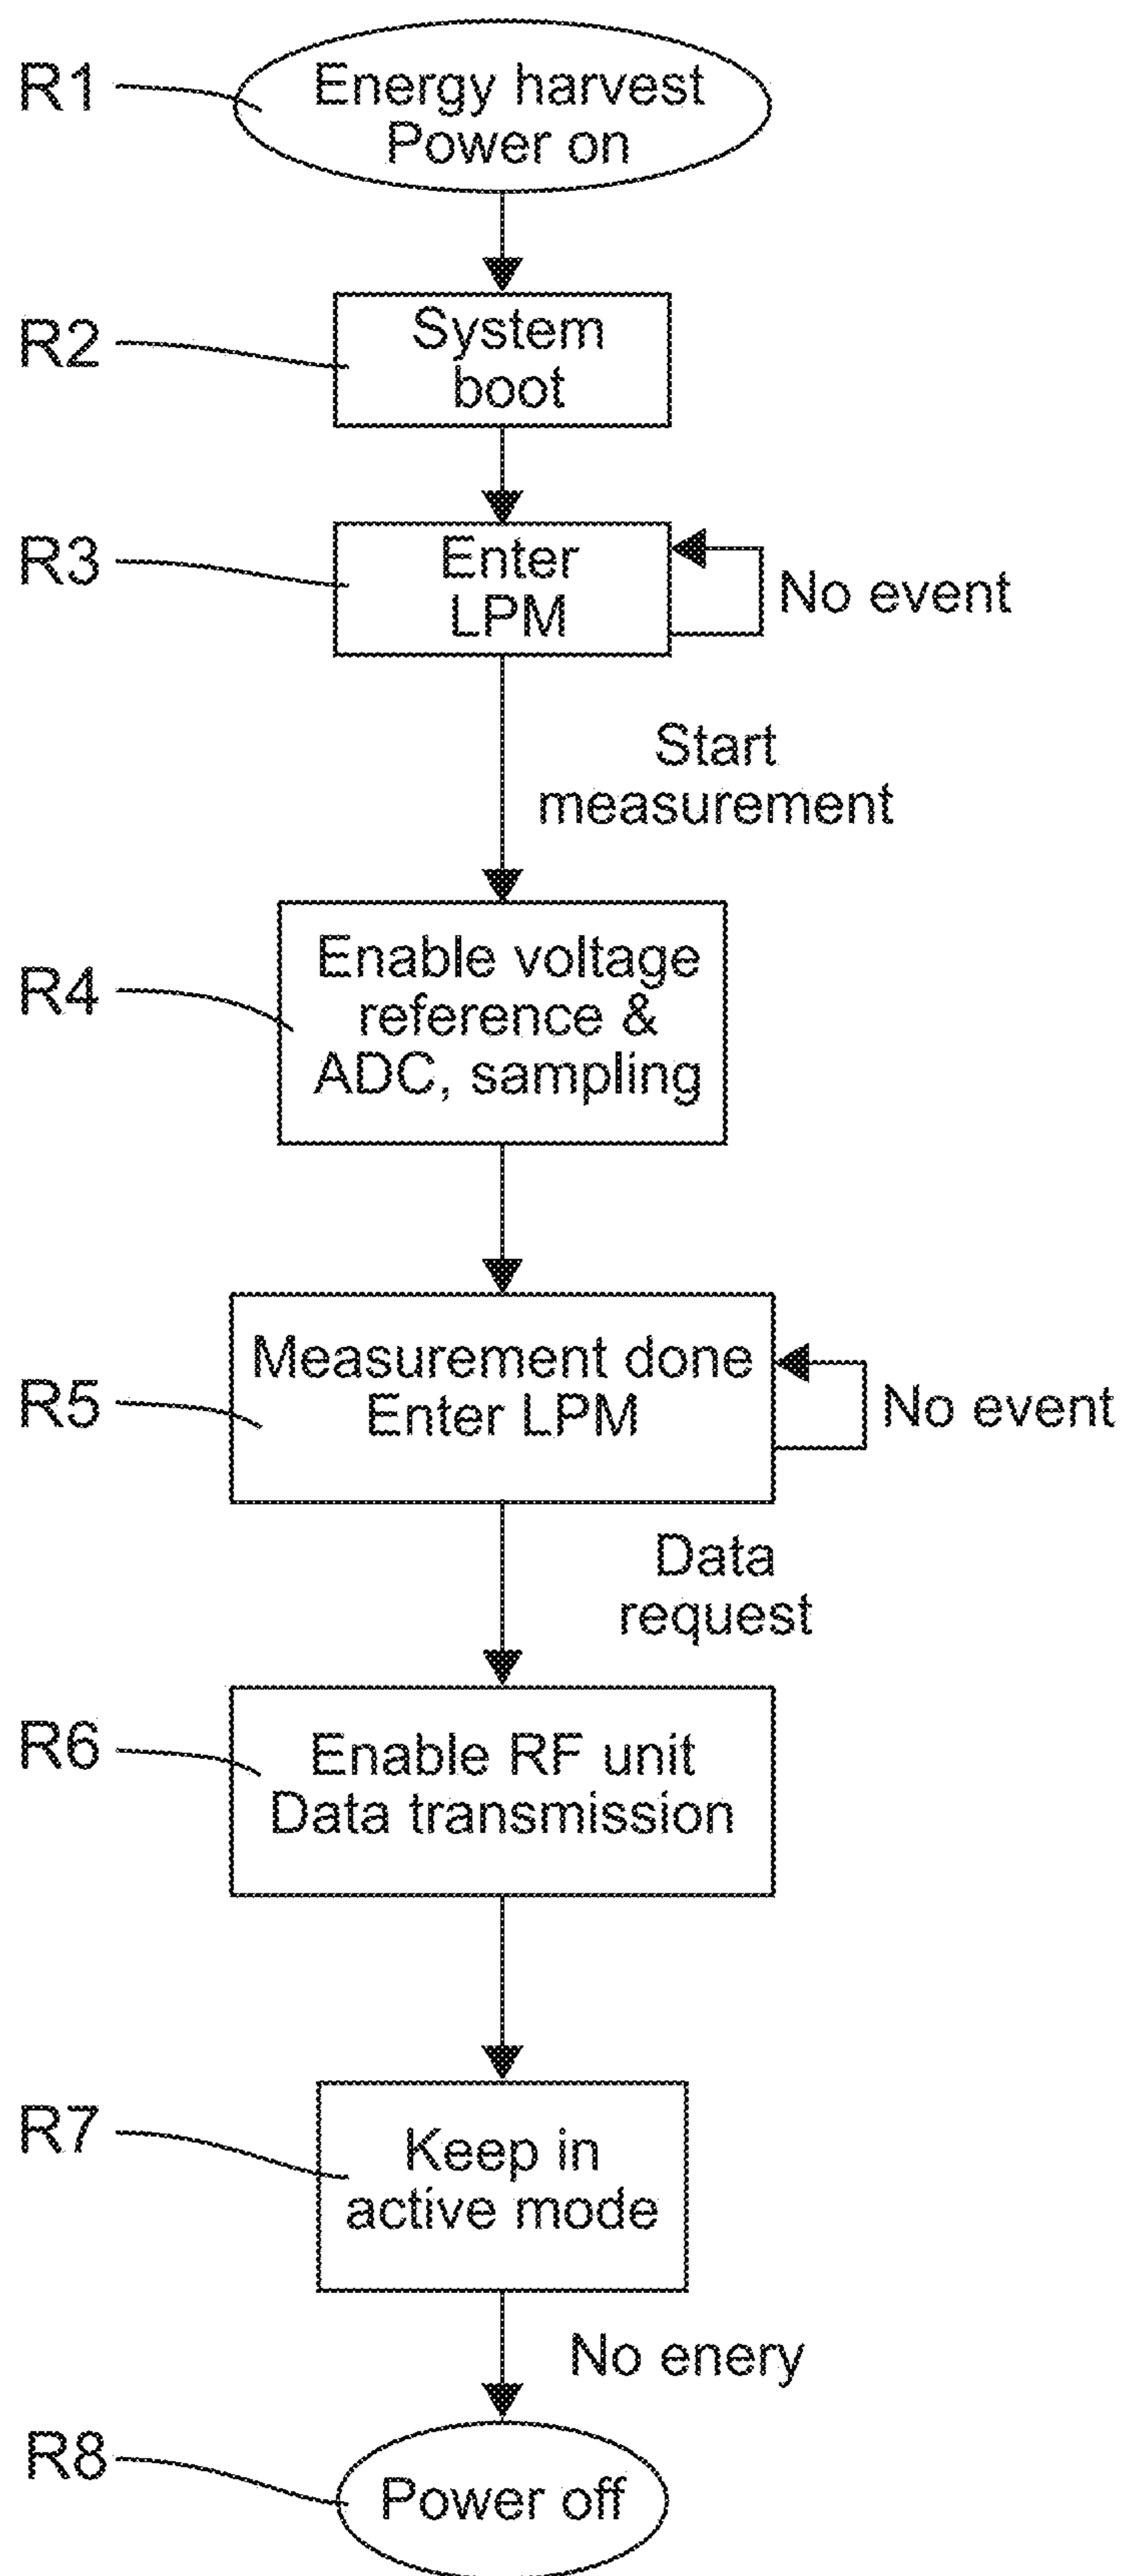 R1
Energy harvest
Power on
R2
System
boot
R3
Enter
LPM
No event
Start
measurement
R4
Enable voltage
reference &
ADC, sampling
R5
Measurement done
Enter LPM
No event
Data
request
R6
Enable RF unit
Data transmission
R7
Keep in
active mode
No enery
R8
Power off